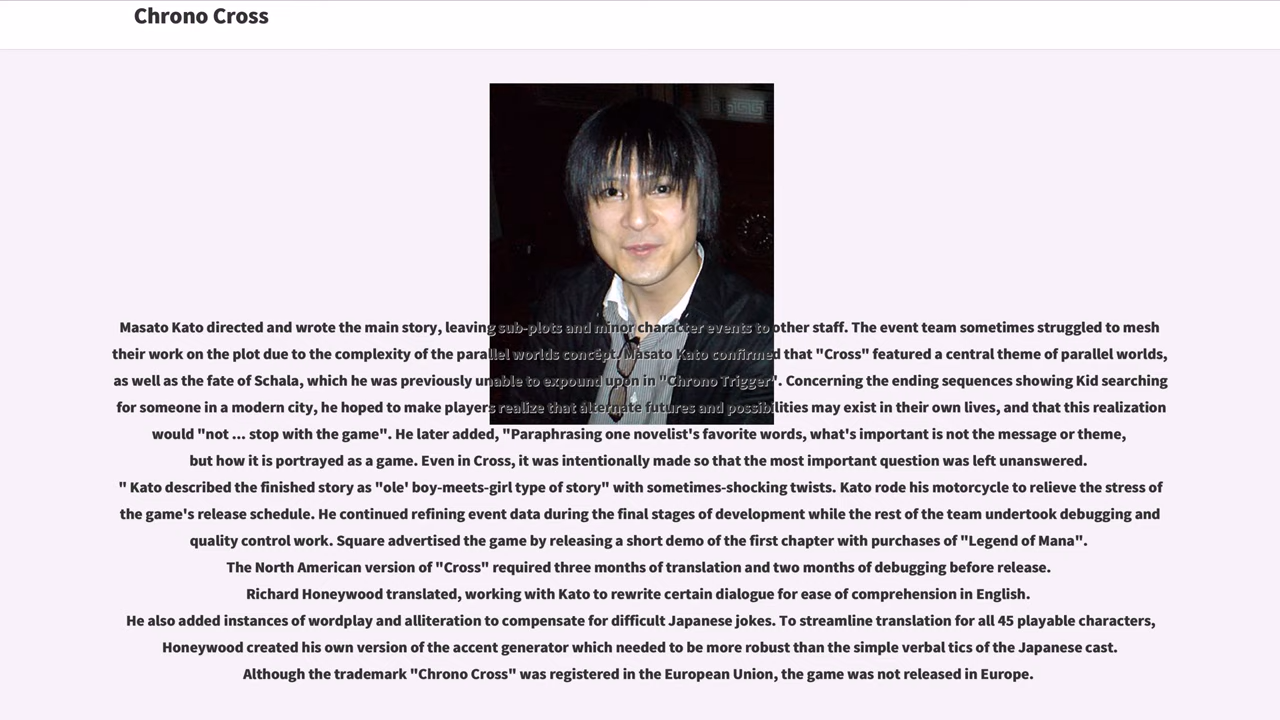 Chrono Cross
Masato Kato directed and wrote the main story, leaving sub-plots and minor character events to other staff. The event team sometimes struggled to mesh
their work on the plot due to the complexity of the parallel worlds concept. Masato Kato confirmed that "Cross" featured a central theme of parallel worlds,
as well as the fate of Schala, which he was previously unable to expound upon in "Chrono Trigger". Concerning the ending sequences showing Kid searching
for someone in a modern city, he hoped to make players realize that alternate futures and possibilities may exist in their own lives, and that this realization
would "not ... stop with the game". He later added, "Paraphrasing one novelist's favorite words, what's important is not the message or theme,
but how it is portrayed as a game. Even in Cross, it was intentionally made so that the most important question was left unanswered.
" Kato described the finished story as "ole' boy-meets-girl type of story" with sometimes-shocking twists. Kato rode his motorcycle to relieve the stress of
the game's release schedule. He continued refining event data during the final stages of development while the rest of the team undertook debugging and
quality control work. Square advertised the game by releasing a short demo of the first chapter with purchases of "Legend of Mana".
The North American version of "Cross" required three months of translation and two months of debugging before release.
Richard Honeywood translated, working with Kato to rewrite certain dialogue for ease of comprehension in English.
He also added instances of wordplay and alliteration to compensate for difficult Japanese jokes. To streamline translation for all 45 playable characters,
Honeywood created his own version of the accent generator which needed to be more robust than the simple verbal tics of the Japanese cast.
Although the trademark "Chrono Cross" was registered in the European Union, the game was not released in Europe.